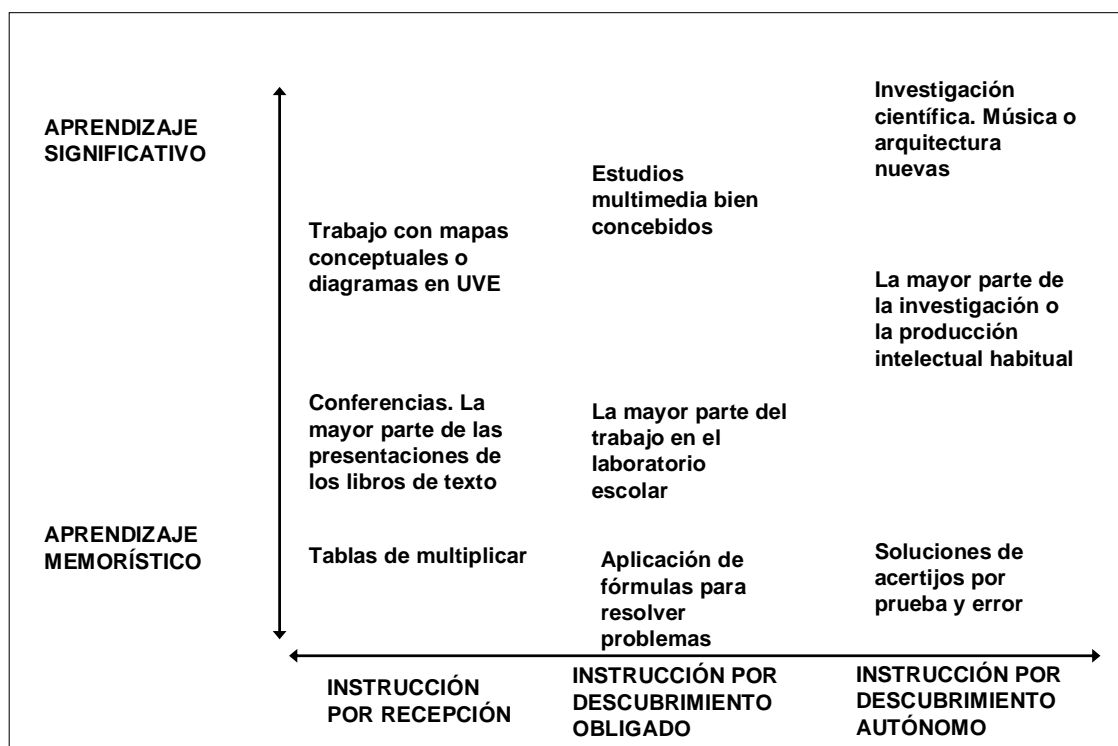 APRENDIZAJE
SIGNIFICATIVO
Investigación
científica. Música o
arquitectura
nuevas
Estudios
multimedia bien
concebidos
Trabajo con mapas
conceptuales o
diagramas en UVE
La mayor parte de
la investigación o
la producción
intelectual habitual
Conferencias. La
mayor parte de las
presentaciones de
los libros de texto
La mayor parte del
trabajo en el
laboratorio
escolar
APRENDIZAJE
MEMORÍSTICO
Tablas de multiplicar
Aplicación de
fórmulas para
resolver
problemas
Soluciones de
acertijos por
prueba y error
INSTRUCCIÓN
POR RECEPCIÓN
INSTRUCCIÓN POR
DESCUBRIMIENTO
OBLIGADO
INSTRUCCIÓN POR
DESCUBRIMIENTO
AUTÓNOMO